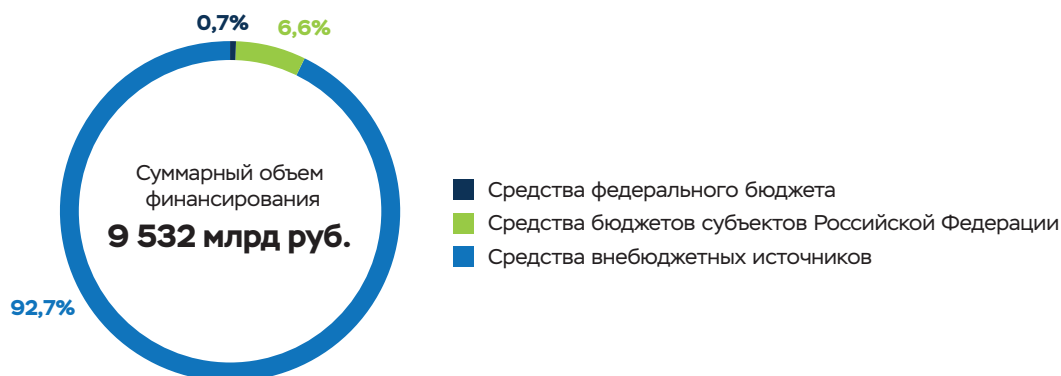 0,7%
6,6%
Суммарный объем
финансирования
9 532 млрд руб.
92,7%
Средства федерального бюджета
Средства бюджетов субъектов Российской Федерации
Средства внебюджетных источников